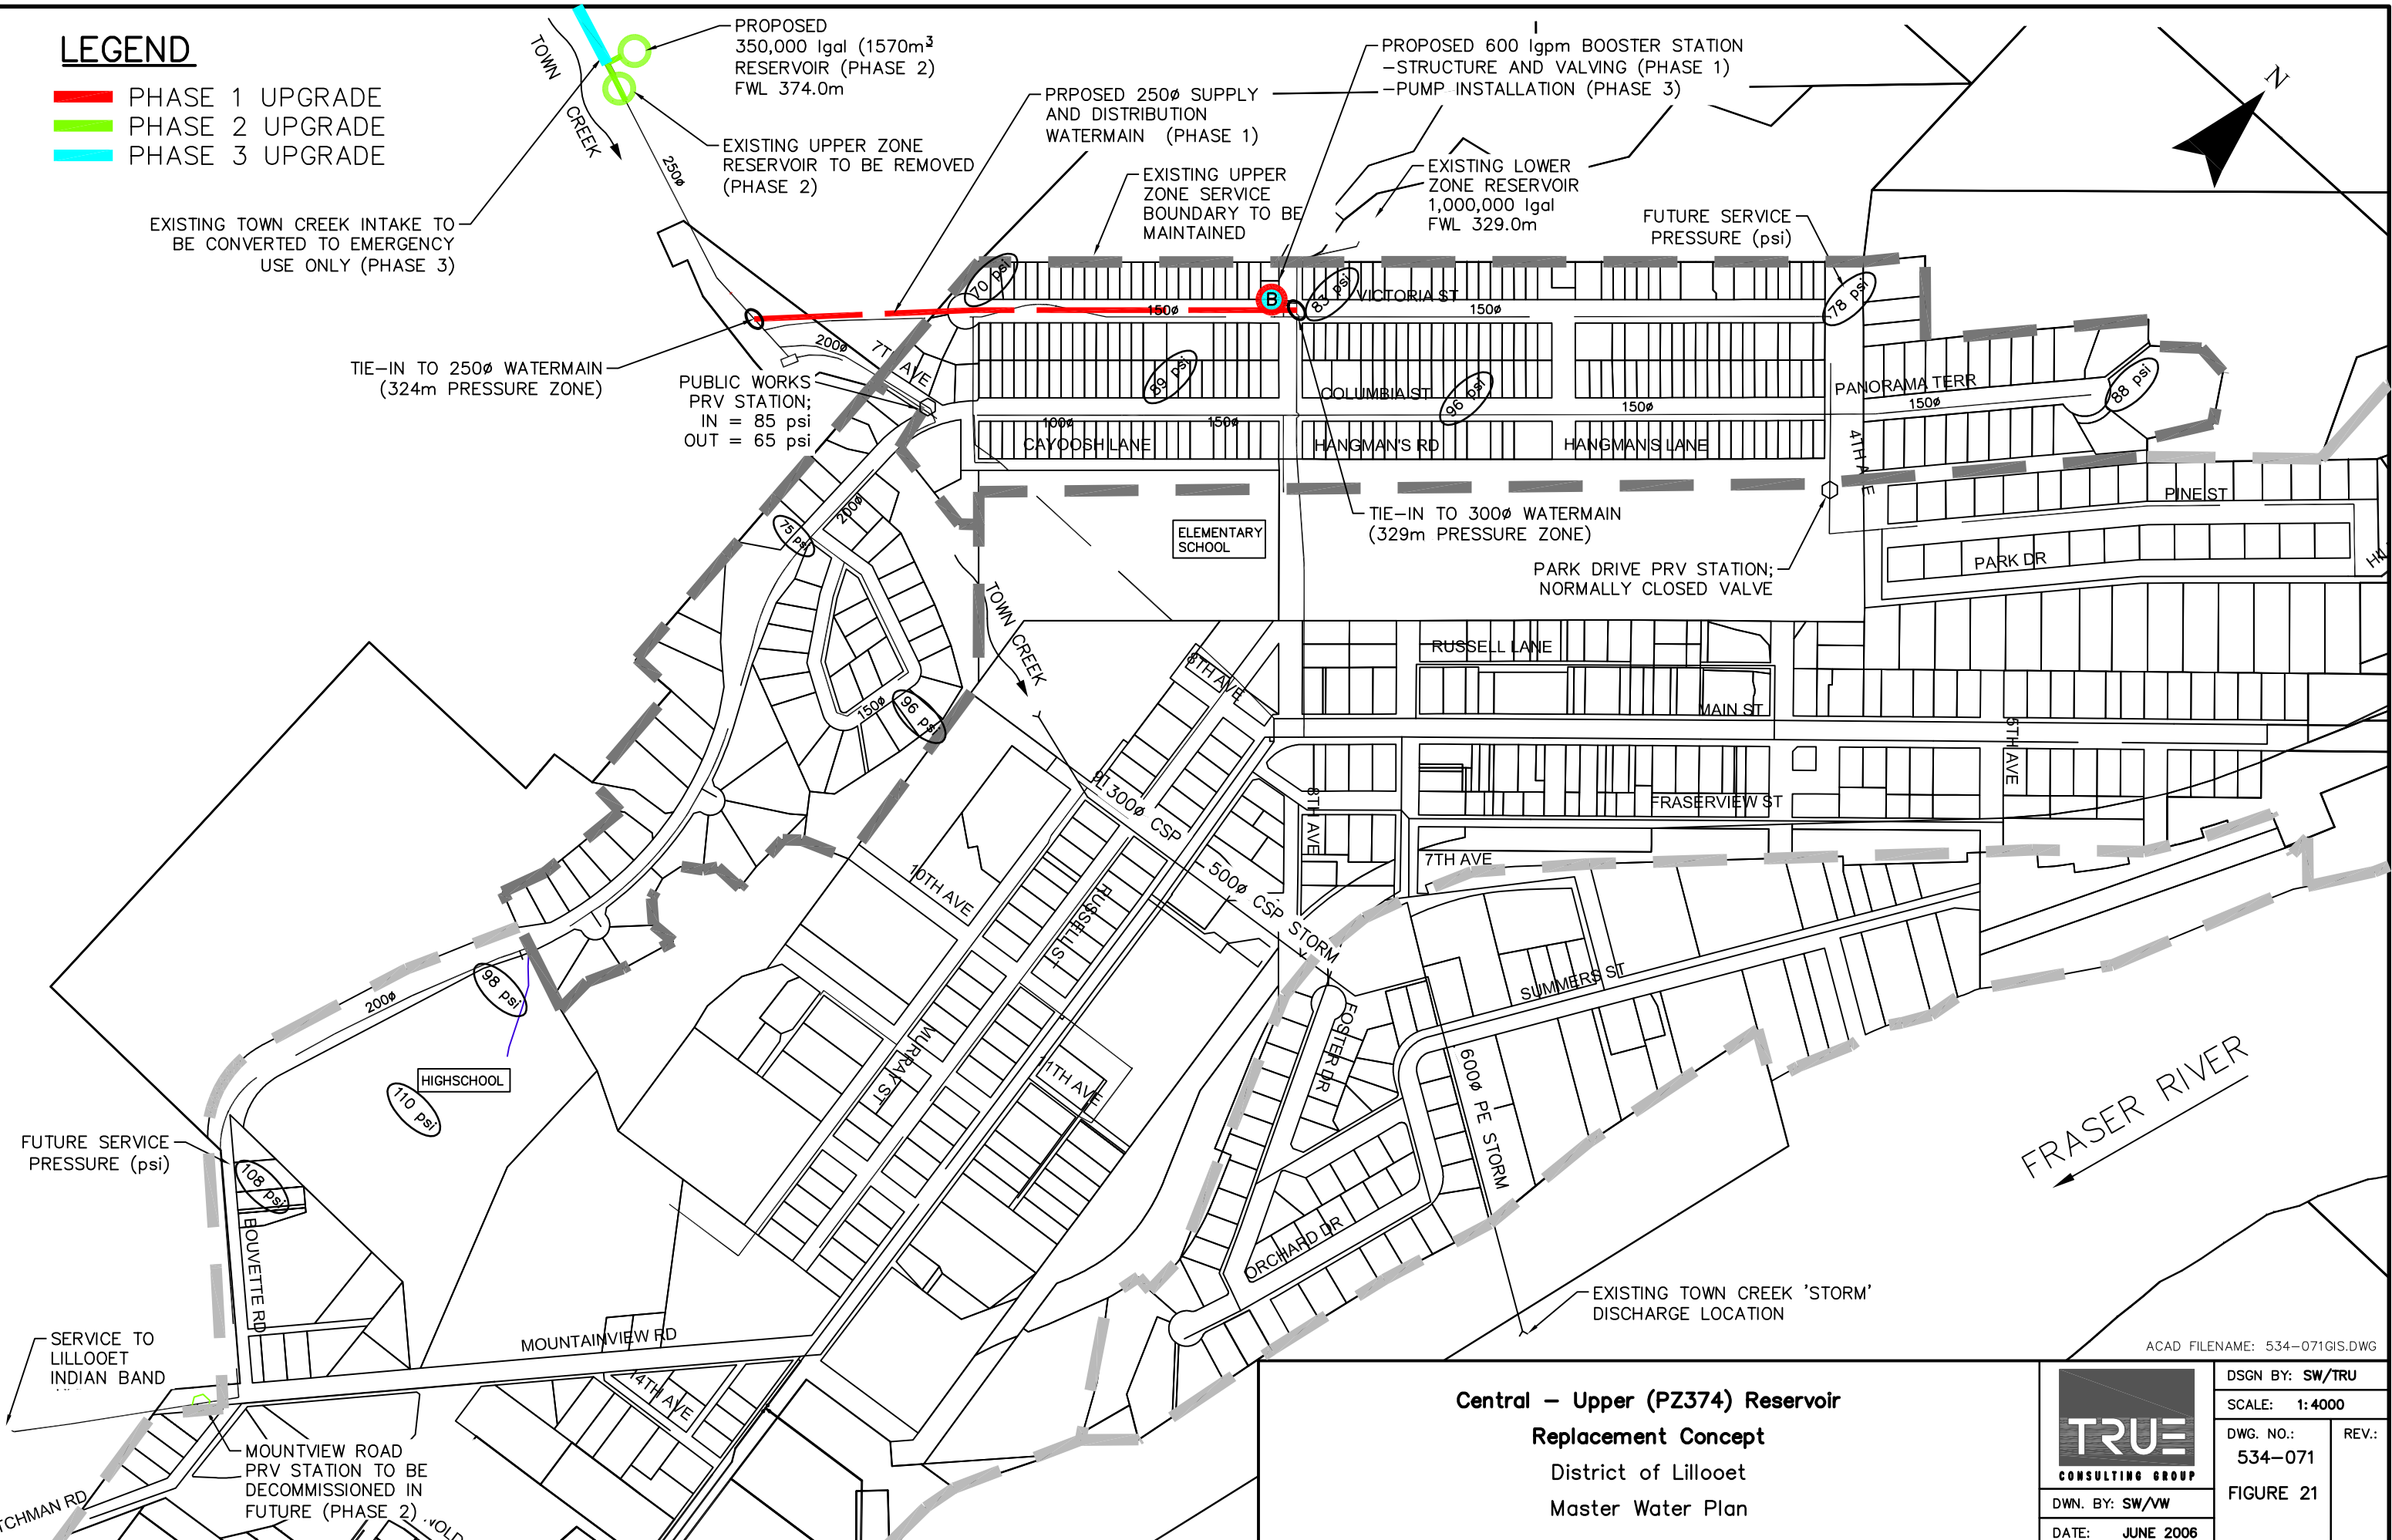 LEGEND
PHASE 1 UPGRADE
PHASE 2 UPGRADE
PHASE 3 UPGRADE
TOWN
CREEK
PROPOSED
350,000 Igal (1570m³
RESERVOIR (PHASE 2)
FWL 374.0m
EXISTING UPPER ZONE
RESERVOIR TO BE REMOVED
(PHASE 2)
250ø
EXISTING TOWN CREEK INTAKE TO
BE CONVERTED TO EMERGENCY
USE ONLY (PHASE 3)
PRPOSED 250ø SUPPLY
AND DISTRIBUTION
WATERMAIN (PHASE 1)
EXISTING UPPER
ZONE SERVICE
BOUNDARY TO BE
MAINTAINED
PROPOSED 600 Igpm BOOSTER STATION
-STRUCTURE AND VALVING (PHASE 1)
-PUMP INSTALLATION (PHASE 3)
EXISTING LOWER
ZONE RESERVOIR
1,000,000 Igal
FWL 329.0m
FUTURE SERVICE
PRESSURE (psi)
N
70 psi
B
83 psi
VICTORIA ST
150ø
150ø
78 psi
TIE-IN TO 250ø WATERMAIN
(324m PRESSURE ZONE)
200ø
7T AVE
PUBLIC WORKS
PRV STATION;
IN = 85 psi
OUT = 65 psi
89 psi
COLUMBIA ST
96 psi
PANORAMA TERR
88 psi
100ø
150ø
150ø
150ø
CAYOOSH LANE
HANGMAN'S RD
HANGMAN'S LANE
4TH A E
PINE ST
PARK DR
75 psi
200ø
150ø
96 psi
ELEMENTARY
SCHOOL
TIE-IN TO 300ø WATERMAIN
(329m PRESSURE ZONE)
PARK DRIVE PRV STATION;
NORMALLY CLOSED VALVE
TOWN CREEK
8TH AVE
RUSSELL LANE
MAIN ST
5TH AVE
FRASERVIEW ST
8TH AVE
7TH AVE
1300ø CSP
500ø CSP STORM
10TH AVE
RUSSELL ST
MURRAY ST
11TH AVE
FOSTER DR
SUMMERS ST
600ø PE STORM
ORCHARD DR
FRASER RIVER
98 psi
200ø
HIGHSCHOOL
110 psi
FUTURE SERVICE
PRESSURE (psi)
108 psi
BOUVETTE RD
SERVICE TO
LILLOOET
INDIAN BAND
MOUNTAINVIEW RD
14TH AVE
MOUNTVIEW ROAD
PRV STATION TO BE
DECOMMISSIONED IN
FUTURE (PHASE 2)
TCHMAN RD
EXISTING TOWN CREEK 'STORM'
DISCHARGE LOCATION
ACAD FILENAME: 534-071GIS.DWG
Central - Upper (PZ374) Reservoir
Replacement Concept
District of Lillooet
Master Water Plan
TRUE
CONSULTING GROUP
DWN. BY: SW/VW
DATE: JUNE 2006
DSGN BY: SW/TRU
SCALE: 1:4000
DWG. NO.:
534-071
FIGURE 21
REV.: